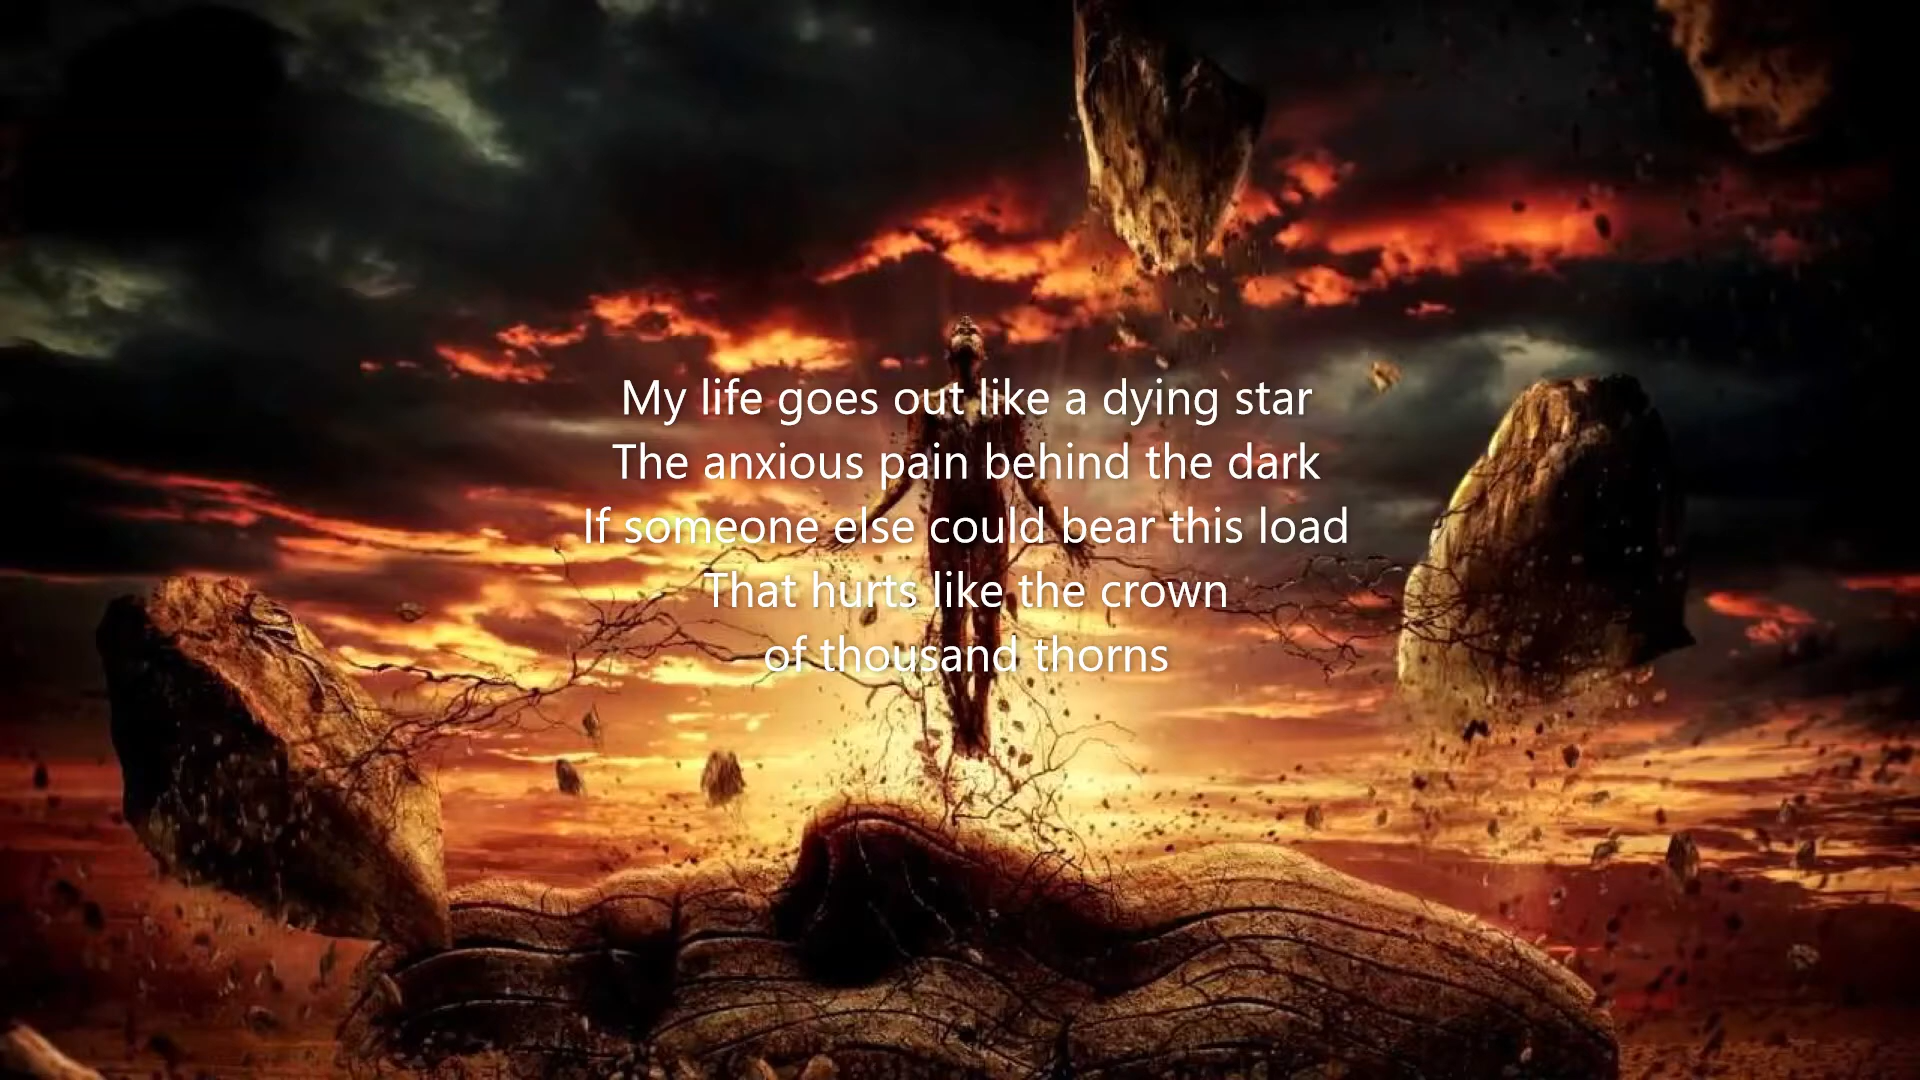 My life goes out like a dying star
The anxious pain behind the dark
If someone else could bear this load
That hurts like the crown
of thousand thorns